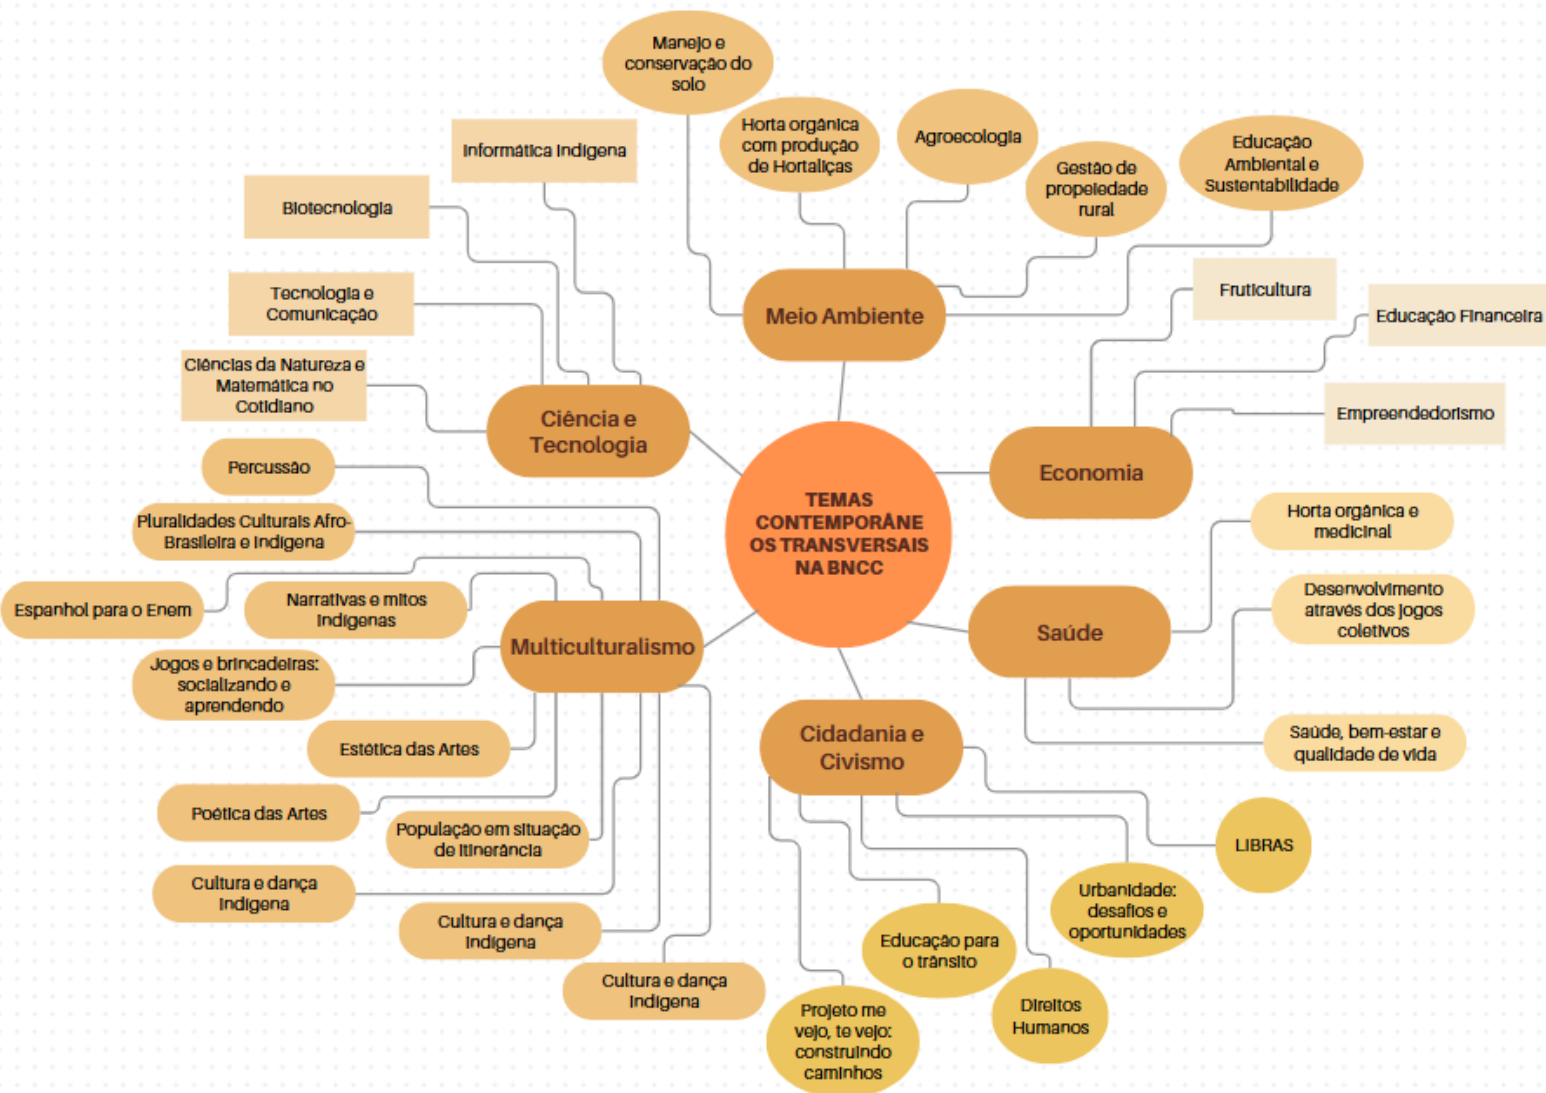 Manejo e
conservação do
solo
Horta orgânica
com produção
de Hortaliças
Agroecologia
Gestão de
propeiedade
rural
Educação
Ambiental e
Sustentabilidade
Informática Indígena
Biotecnologia
Tecnologia e
Comunicação
Ciências da Natureza e
Matemática no
Cotidiano
Meio Ambiente
Fruticultura
Educação Financeira
Empreendedorismo
Ciência e
Tecnologia
Economia
Percussão
Pluralidades Culturais Afro-
Brasileira e Indígena
Espanhol para o Enem
Narrativas e mitos
Indígenas
Jogos e brincadeiras:
socializando e
aprendendo
Multiculturalismo
TEMAS
CONTEMPORÂNE
OS TRANSVERSAIS
NA BNCC
Horta orgânica e
medicinal
Desenvolvimento
através dos jogos
coletivos
Saúde
Saúde, bem-estar e
qualidade de vida
Cidadania e
Civismo
Estética das Artes
Poética das Artes
População em situação
de itinerância
Cultura e dança
Indígena
Cultura e dança
Indígena
Cultura e dança
Indígena
LIBRAS
Urbanidade:
desafios e
oportunidades
Educação para
o trânsito
Direitos
Humanos
Projeto me
vejo, te vejo:
construindo
caminhos